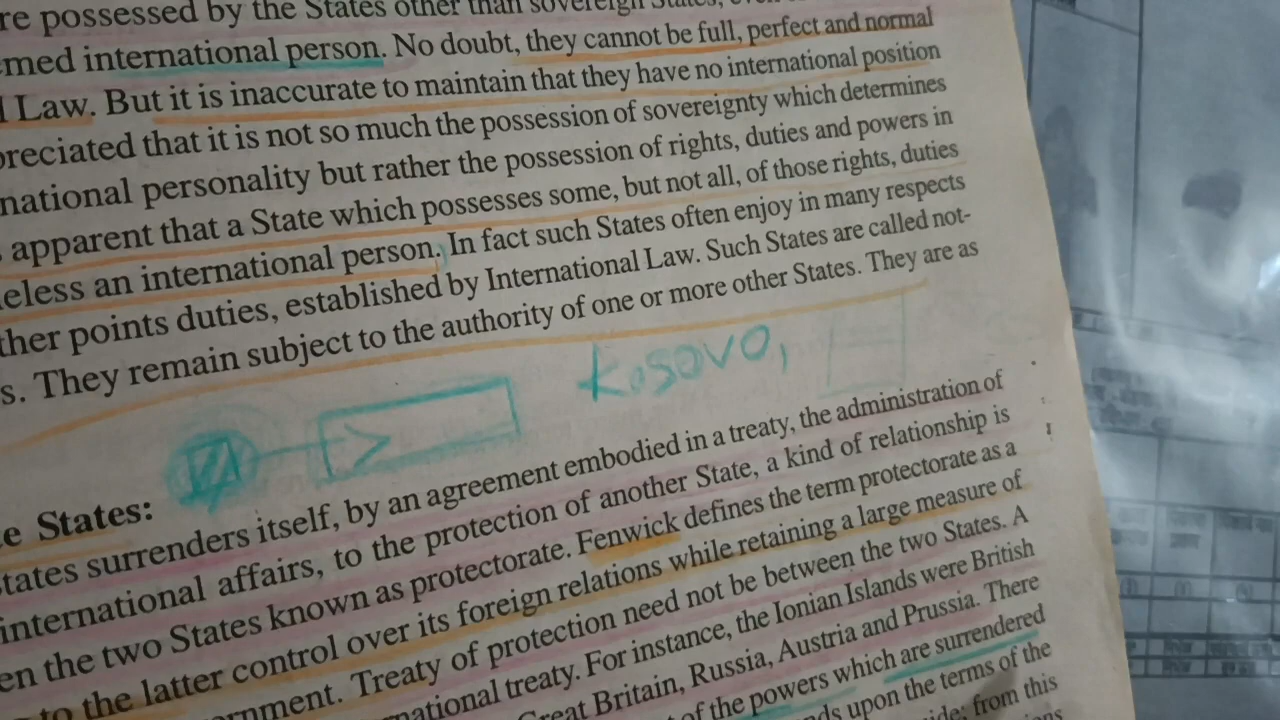 re possessed by the States other than sovereign States,
med international person. No doubt, they cannot be full, perfect and normal
l Law. But it is inaccurate to maintain that they have no international position
preciated that it is not so much the possession of sovereignty which determines
national personality but rather the possession of rights, duties and powers in
apparent that a State which possesses some, but not all, of those rights, duties
eless an international person. In fact such States often enjoy in many respects
ther points duties, established by International Law. Such States are called not-
s. They remain subject to the authority of one or more other States. They are as
Kosovo,
e States:
tates surrenders itself, by an agreement embodied in a treaty, the administration of
international affairs, to the protection of another State, a kind of relationship is
en the two States known as protectorate. Fenwick defines the term protectorate as a
to the latter control over its foreign relations while retaining a large measure of
ernment. Treaty of protection need not be between the two States. A
national treaty. For instance, the Ionian Islands were British
Great Britain, Russia, Austria and Prussia. There
of the powers which are surrendered
nds upon the terms of the
ide; from this